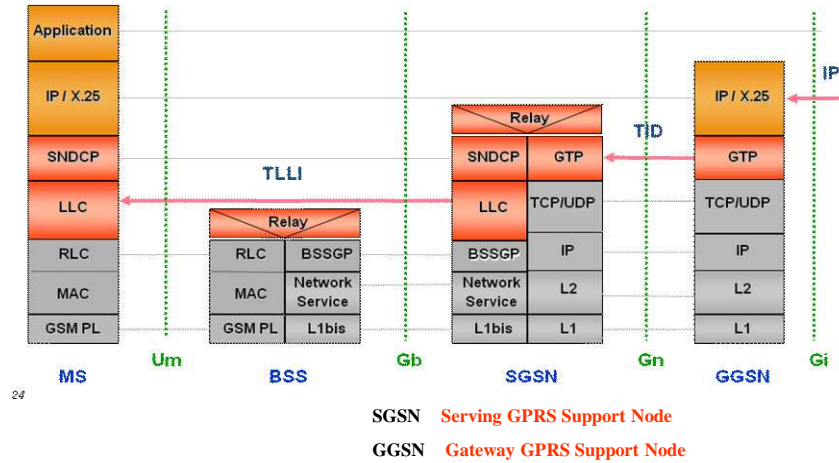 Application
IP / X.25
SNDCP
LLC
RLC
MAC
GSM PL
MS
Um
TLLI
Relay
RLC
BSSGP
MAC
Network
Service
GSM PL
L1bis
BSS
Gb
Relay
SNDCP
GTP
LLC
TCP/UDP
BSSGP
IP
Network
Service
L2
L1bis
L1
SGSN
TID
Gn
IP / X.25
GTP
TCP/UDP
IP
L2
L1
GGSN
IP
Gi
24
SGSN Serving GPRS Support Node
GGSN Gateway GPRS Support Node